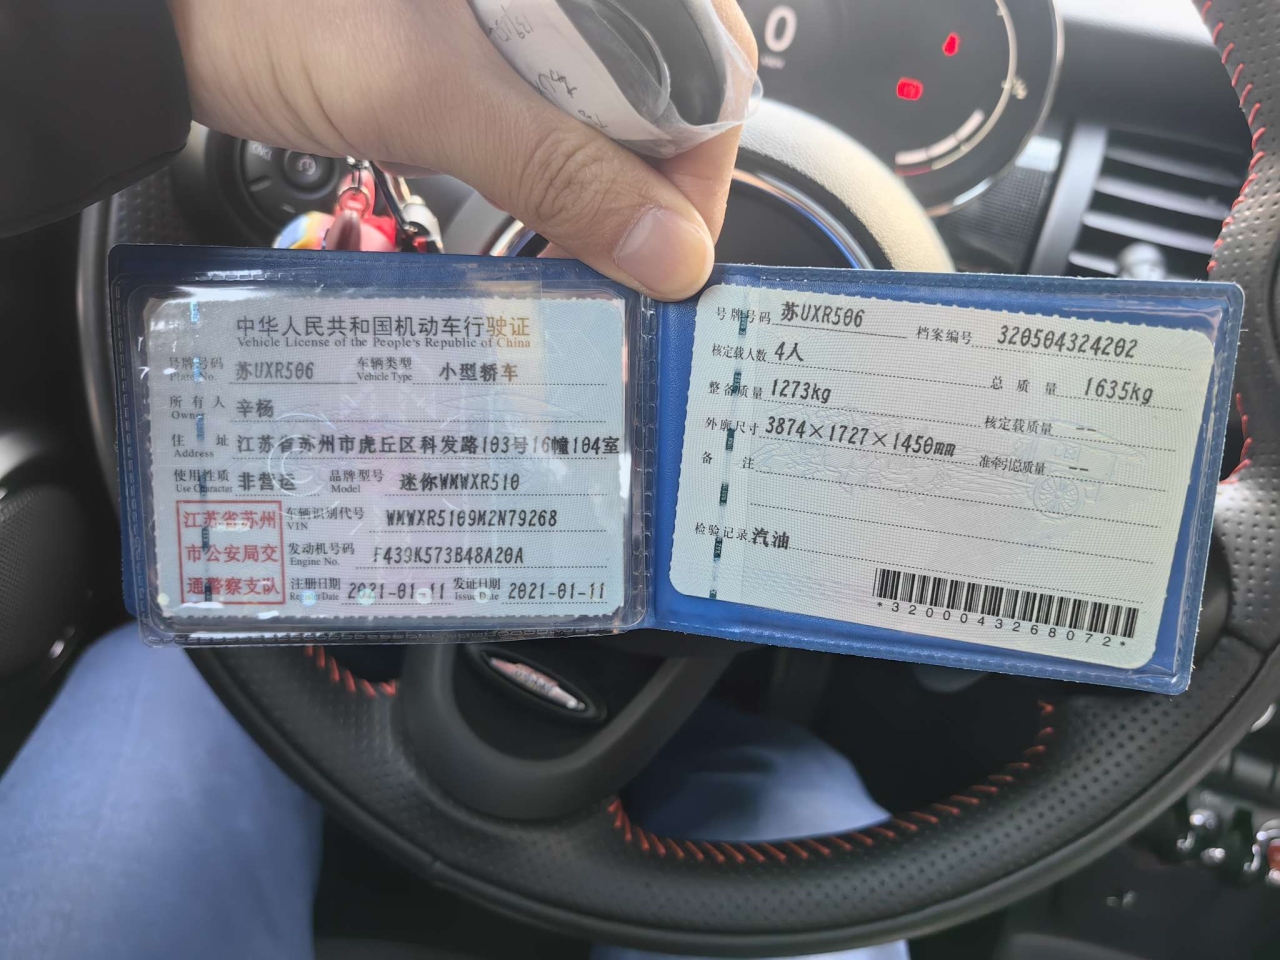 0
中华人民共和国机动车行驶证
Vehicle License of the People's Republic of China
号牌号码 苏UXR506 车辆类型 小型轿车
Plate No. Vehicle Type
所有人 辛杨
Owner
住址 江苏省苏州市虎丘区科发路103号16幢104室
Address
使用性质 非营运 品牌型号 迷你WMWXR510
Use Character Model
江苏省苏州
市公安局交
通警察支队
车辆识别代号 WMWXR5109M2N79268
VIN
发动机号码 F439K573B48A20A
Engine No.
注册日期 2021-01-11 发证日期 2021-01-11
Register Date Issue Date
号牌号码 苏UXR506 档案编号 320504324202
核定载人数 4人 总质量 1635kg
整备质量 1273kg 核定载质量 --
外廓尺寸 3874×1727×1450mm 准牵引总质量 --
备注
检验记录 汽油
*3200043268072*